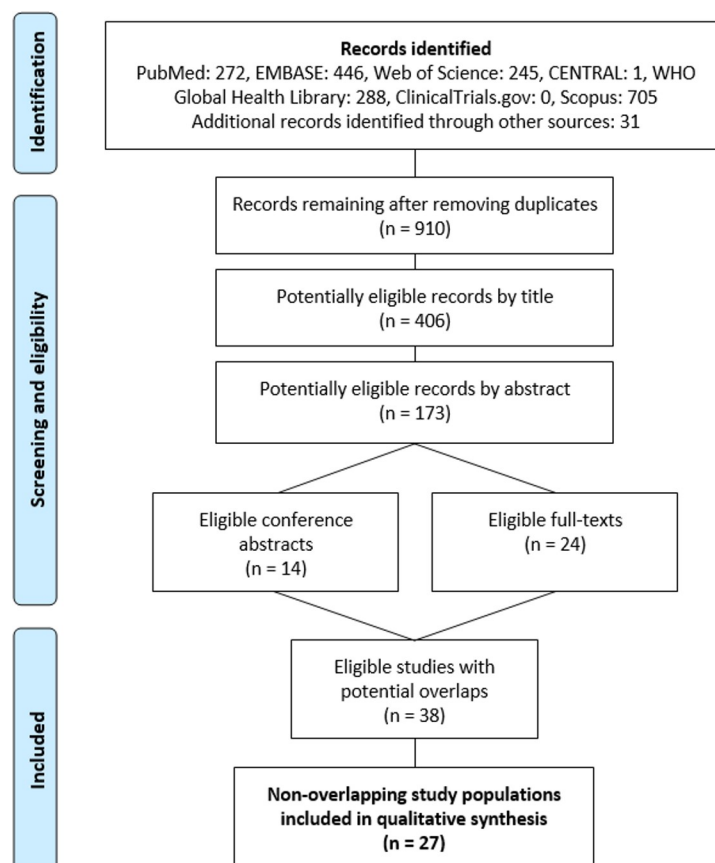 Identification
Records identified
PubMed: 272, EMBASE: 446, Web of Science: 245, CENTRAL: 1, WHO
Global Health Library: 288, ClinicalTrials.gov: 0, Scopus: 705
Additional records identified through other sources: 31
Screening and eligibility
Records remaining after removing duplicates
(n = 910)
Potentially eligible records by title
(n = 406)
Potentially eligible records by abstract
(n = 173)
Eligible conference
abstracts
(n = 14)
Eligible full-texts
(n = 24)
Included
Eligible studies with
potential overlaps
(n = 38)
Non-overlapping study populations
included in qualitative synthesis
(n = 27)